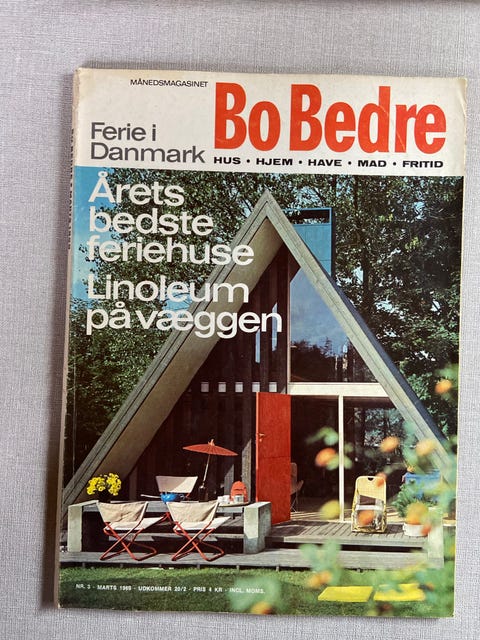 MÅNEDSMAGASINET
Bo Bedre
HUS • HJEM • HAVE • MAD • FRITID
Ferie i
Danmark
Årets
bedste
feriehuse
Linoleum
på væggen
NR. 3 • MARTS 1969 • UDKOMMER 20/2 • PRIS 4 KR • INCL. MOMS.